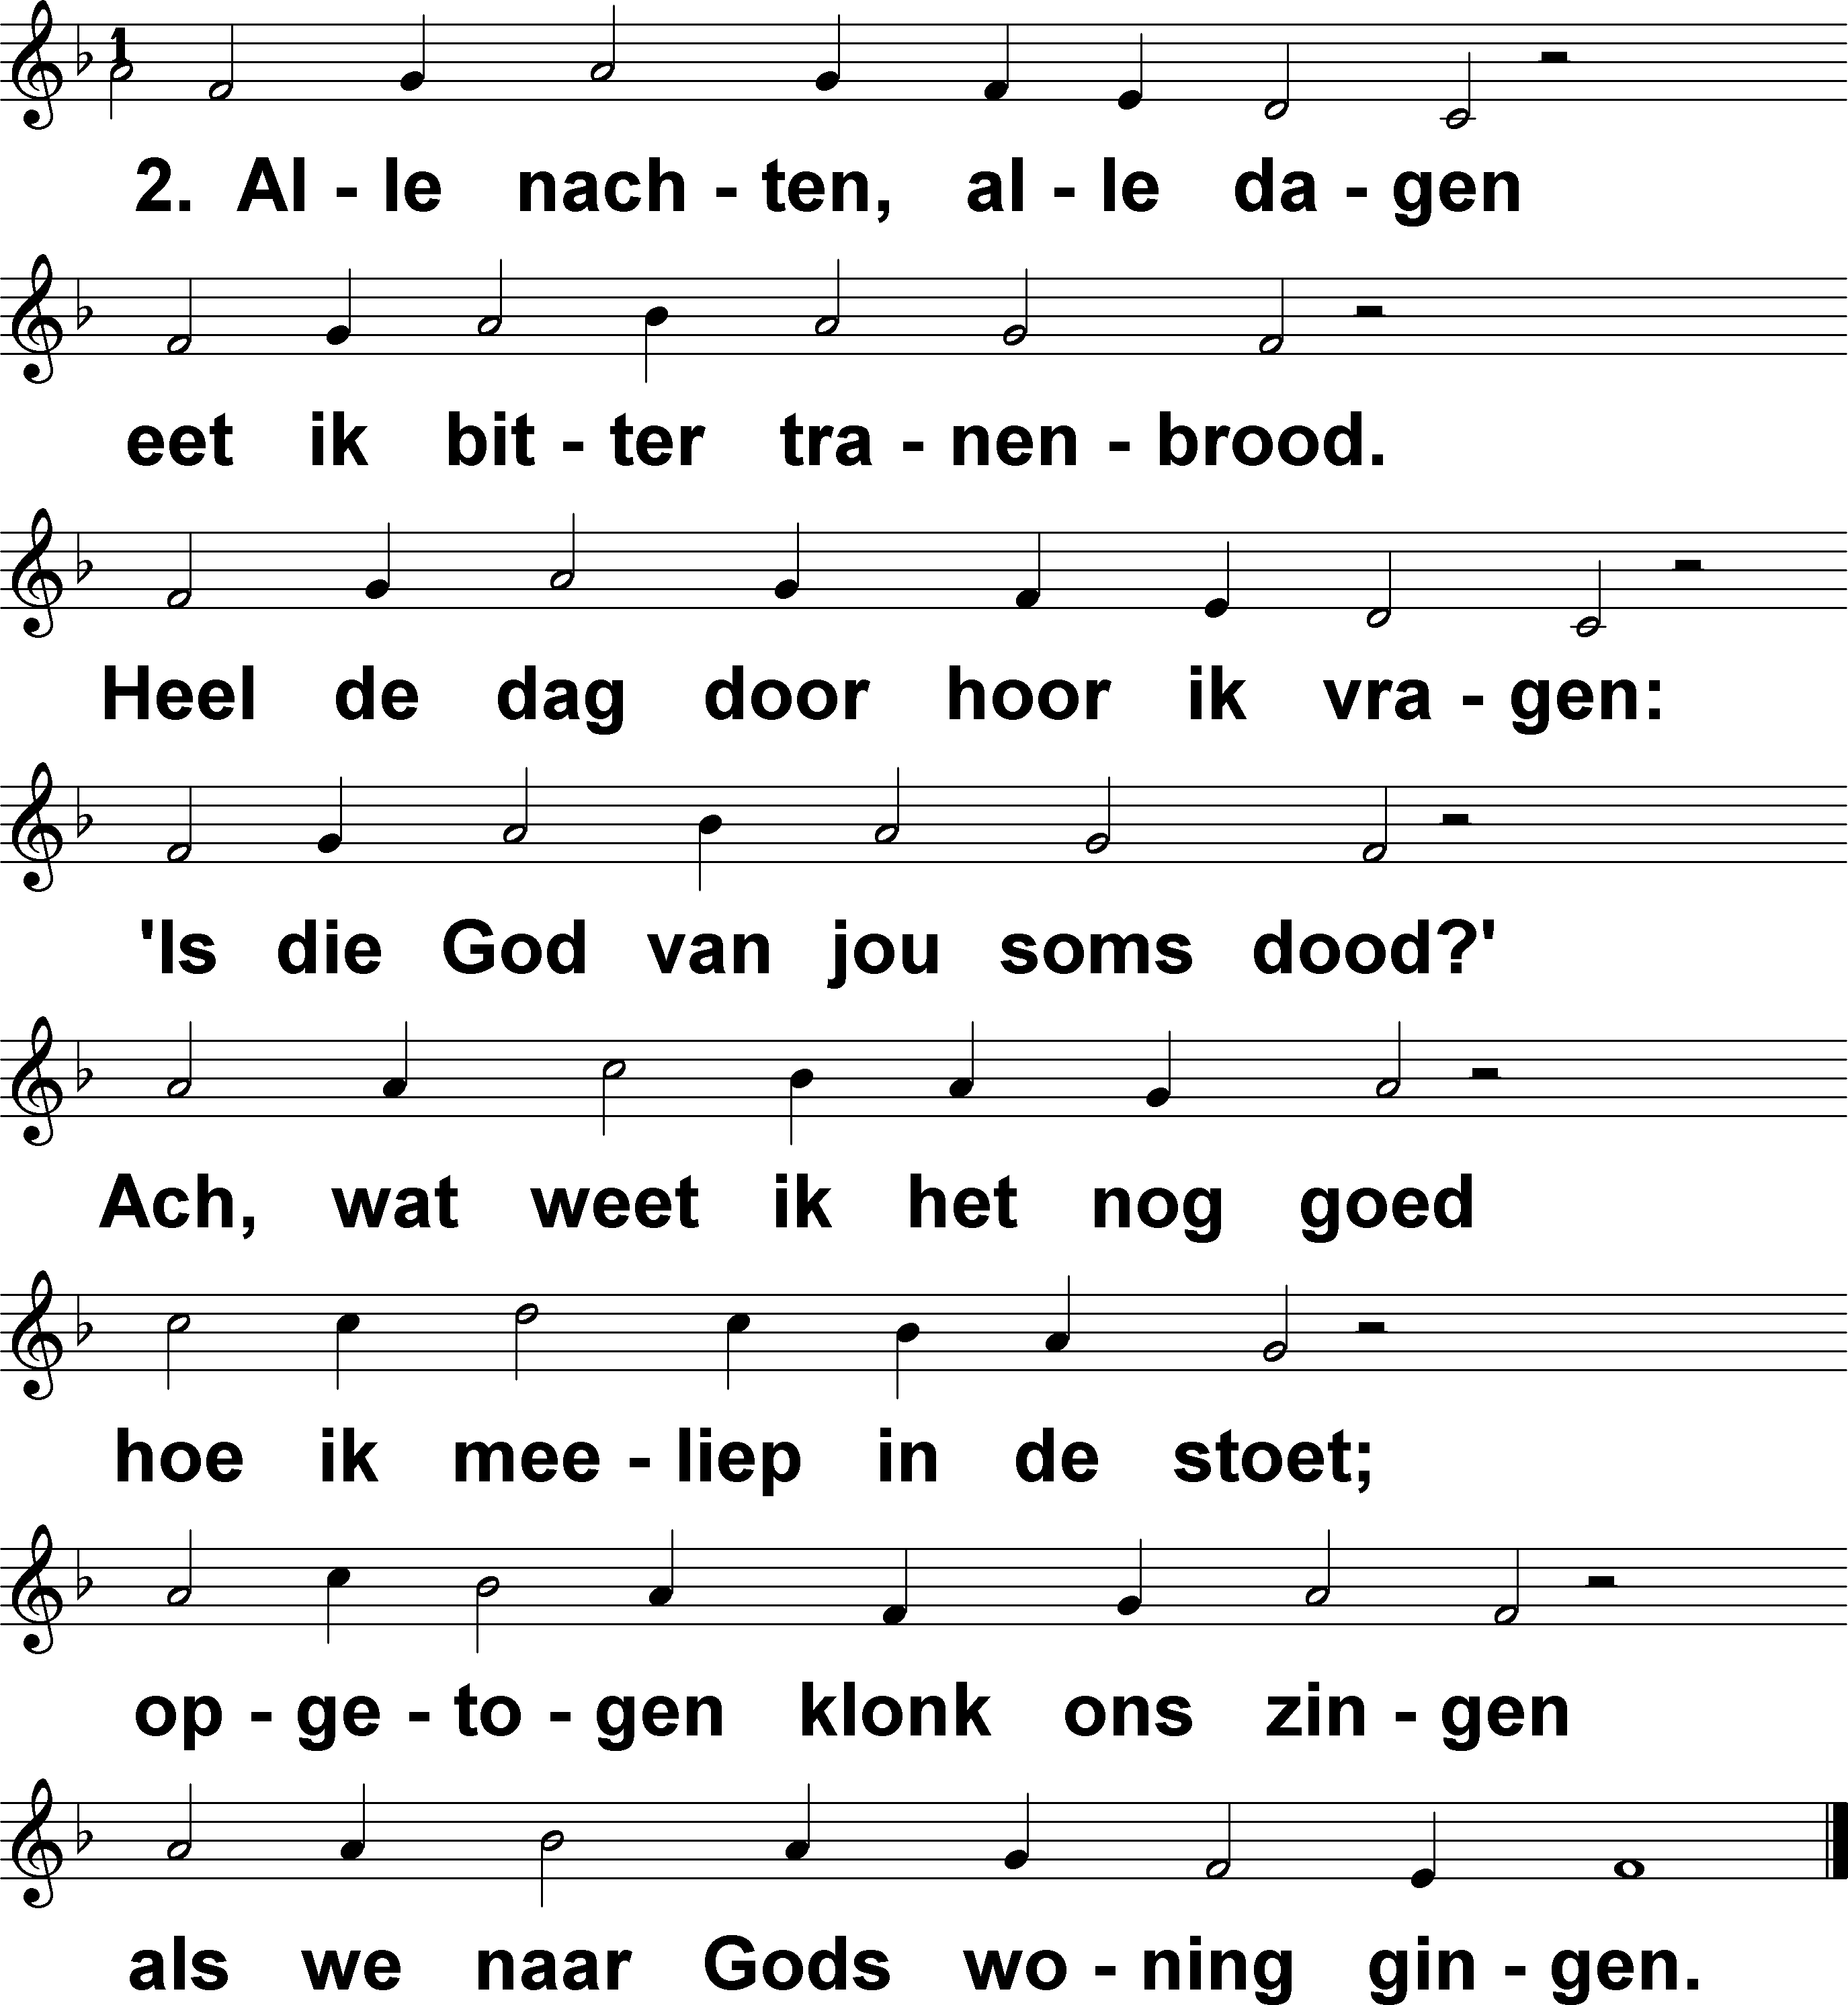 2. Al - le nach - ten, al - le da - gen
eet ik bit - ter tra - nen - brood.
Heel de dag door hoor ik vra - gen:
'Is die God van jou soms dood?'
Ach, wat weet ik het nog goed
hoe ik mee - liep in de stoet;
op - ge - to - gen klonk ons zin - gen
als we naar Gods wo - ning gin - gen.